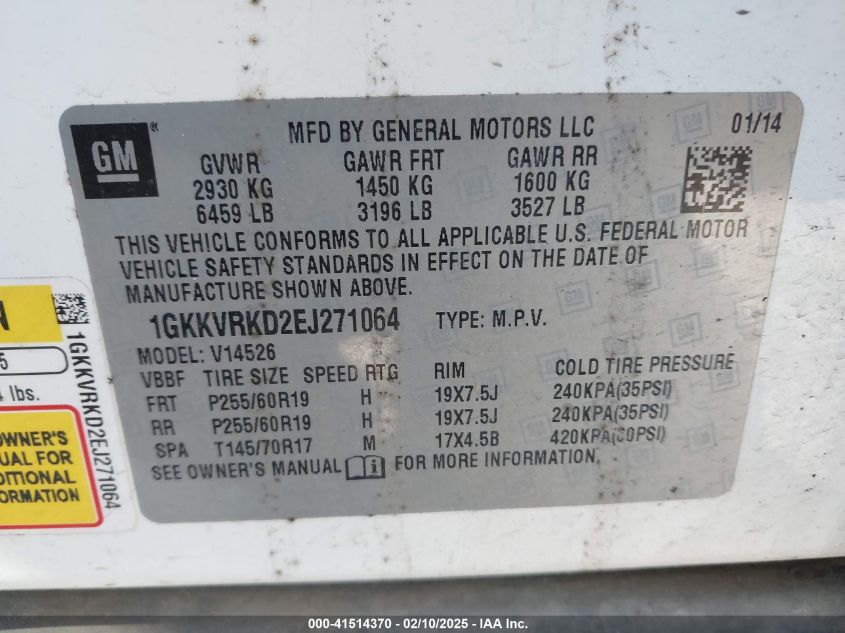 GM ®
MFD BY GENERAL MOTORS LLC 01/14
GVWR GAWR FRT GAWR RR
2930 KG 1450 KG 1600 KG
6459 LB 3196 LB 3527 LB
THIS VEHICLE CONFORMS TO ALL APPLICABLE U.S. FEDERAL MOTOR
VEHICLE SAFETY STANDARDS IN EFFECT ON THE DATE OF
MANUFACTURE SHOWN ABOVE.
1GKKVRKD2EJ271064 TYPE: M.P.V.
MODEL: V14526
VBBF TIRE SIZE SPEED RTG RIM COLD TIRE PRESSURE
FRT P255/60R19 H 19X7.5J 240KPA(35PSI)
RR P255/60R19 H 19X7.5J 240KPA(35PSI)
SPA T145/70R17 M 17X4.5B 420KPA(60PSI)
SEE OWNER'S MANUAL i FOR MORE INFORMATION.
N
5
lbs.
OWNER'S
UAL FOR
DITIONAL
ORMATION
1GKKVRKD2EJ271064
000-41514370 - 02/10/2025 - IAA Inc.